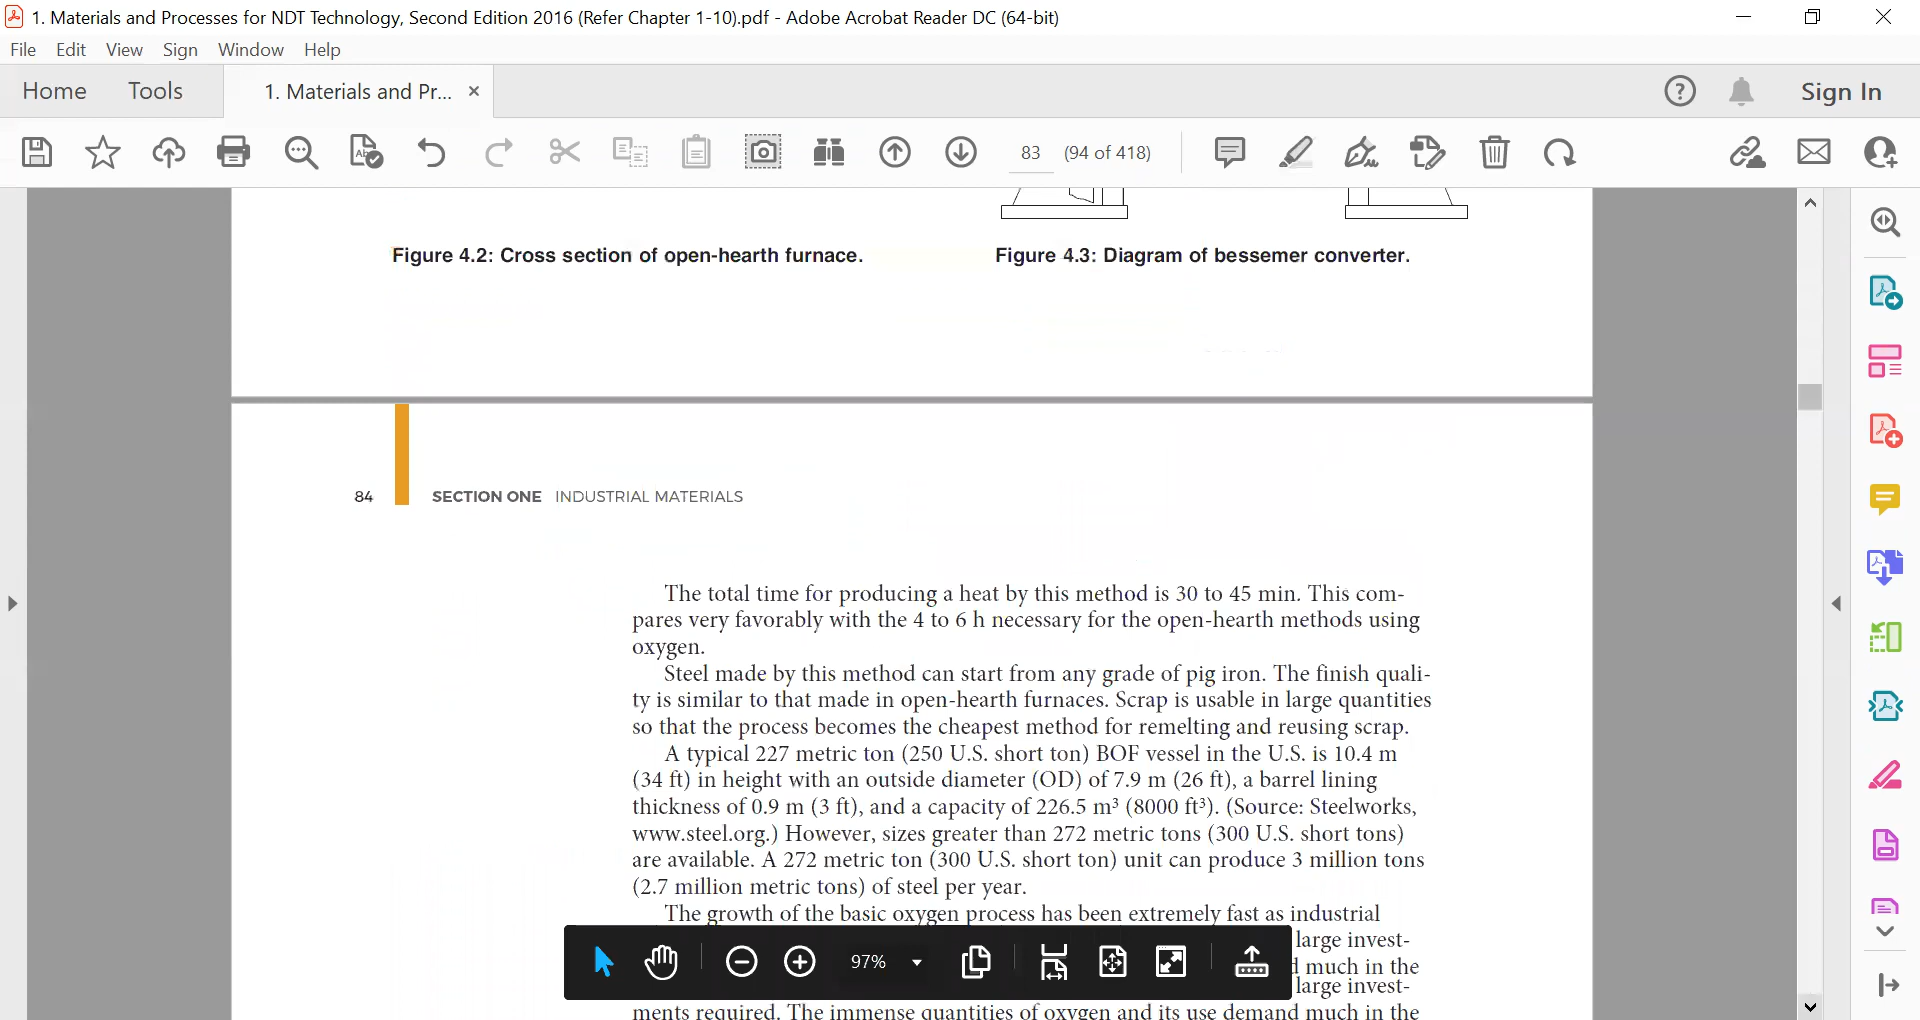 1. Materials and Processes for NDT Technology, Second Edition 2016 (Refer Chapter 1-10).pdf - Adobe Acrobat Reader DC (64-bit)
File Edit View Sign Window Help
Home Tools 1. Materials and Pr... × Sign In
83 (94 of 418)
Figure 4.2: Cross section of open-hearth furnace. Figure 4.3: Diagram of bessemer converter.
84 SECTION ONE INDUSTRIAL MATERIALS
The total time for producing a heat by this method is 30 to 45 min. This com-
pares very favorably with the 4 to 6 h necessary for the open-hearth methods using
oxygen.
Steel made by this method can start from any grade of pig iron. The finish quali-
ty is similar to that made in open-hearth furnaces. Scrap is usable in large quantities
so that the process becomes the cheapest method for remelting and reusing scrap.
A typical 227 metric ton (250 U.S. short ton) BOF vessel in the U.S. is 10.4 m
(34 ft) in height with an outside diameter (OD) of 7.9 m (26 ft), a barrel lining
thickness of 0.9 m (3 ft), and a capacity of 226.5 m³ (8000 ft³). (Source: Steelworks,
www.steel.org.) However, sizes greater than 272 metric tons (300 U.S. short tons)
are available. A 272 metric ton (300 U.S. short ton) unit can produce 3 million tons
(2.7 million metric tons) of steel per year.
The growth of the basic oxygen process has been extremely fast as industrial
large invest-
much in the
large invest-
97%
ments required. The immense quantities of oxygen and its use demand much in the